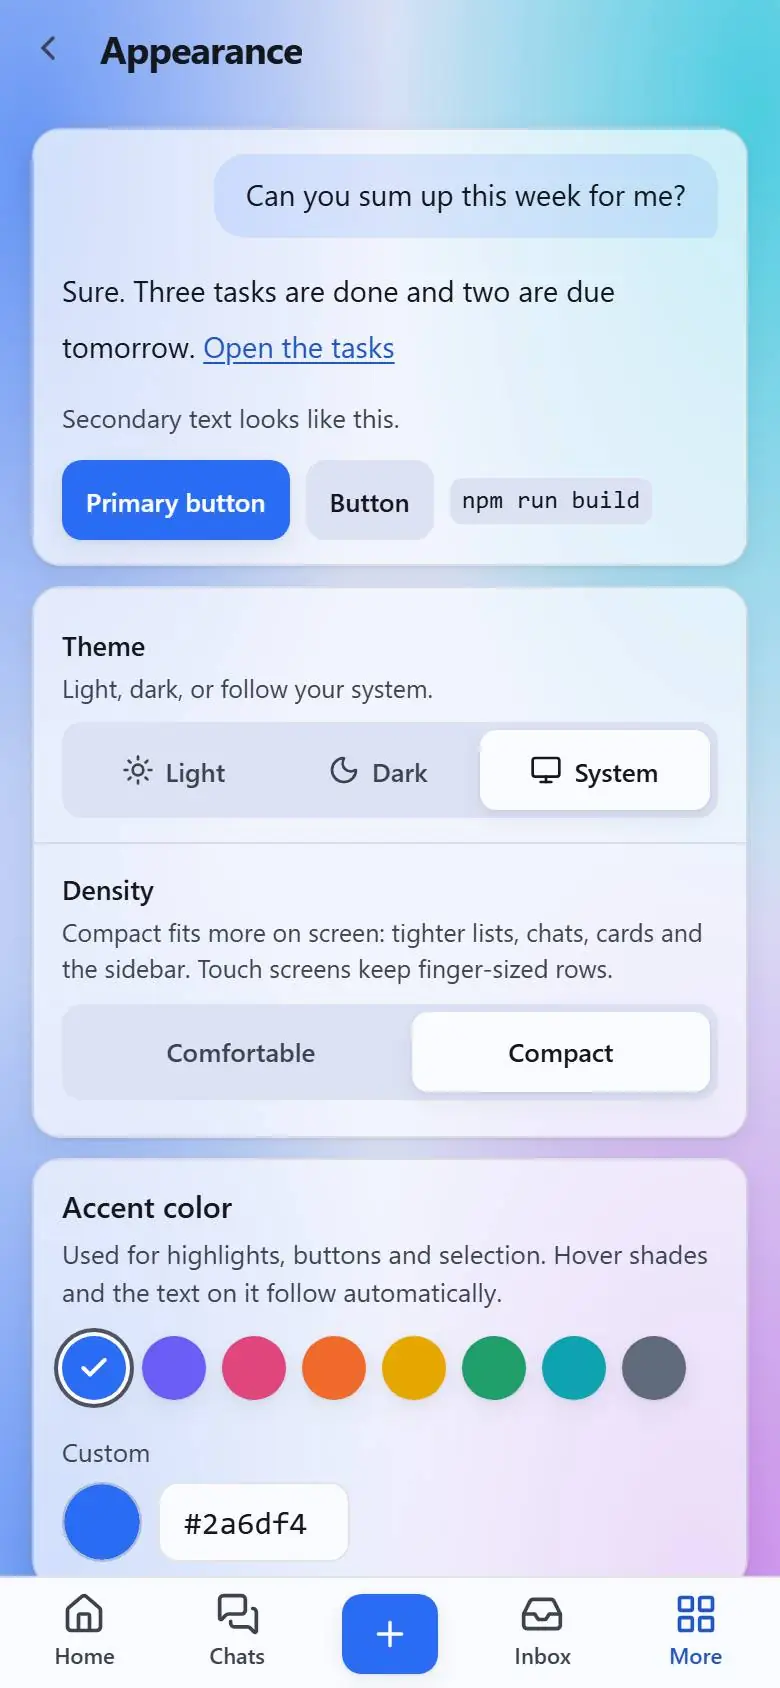 Appearance
Can you sum up this week for me?
Sure. Three tasks are done and two are due
tomorrow. Open the tasks
Secondary text looks like this.
Primary button
Button
npm run build
Theme
Light, dark, or follow your system.
Light
Dark
System
Density
Compact fits more on screen: tighter lists, chats, cards and
the sidebar. Touch screens keep finger-sized rows.
Comfortable
Compact
Accent color
Used for highlights, buttons and selection. Hover shades
and the text on it follow automatically.
Custom
#2a6df4
Home
Chats
Inbox
More